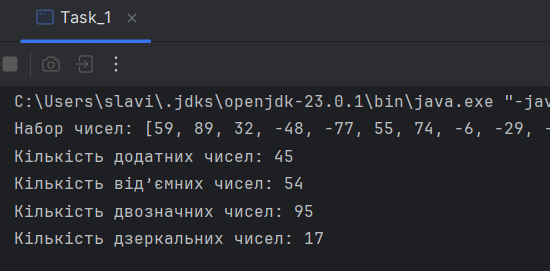 Task_1
C:\Users\slavi\.jdks\openjdk-23.0.1\bin\java.exe "-jav
Набор чисел: [59, 89, 32, -48, -77, 55, 74, -6, -29, -
Кількість додатних чисел: 45
Кількість від’ємних чисел: 54
Кількість двозначних чисел: 95
Кількість дзеркальних чисел: 17